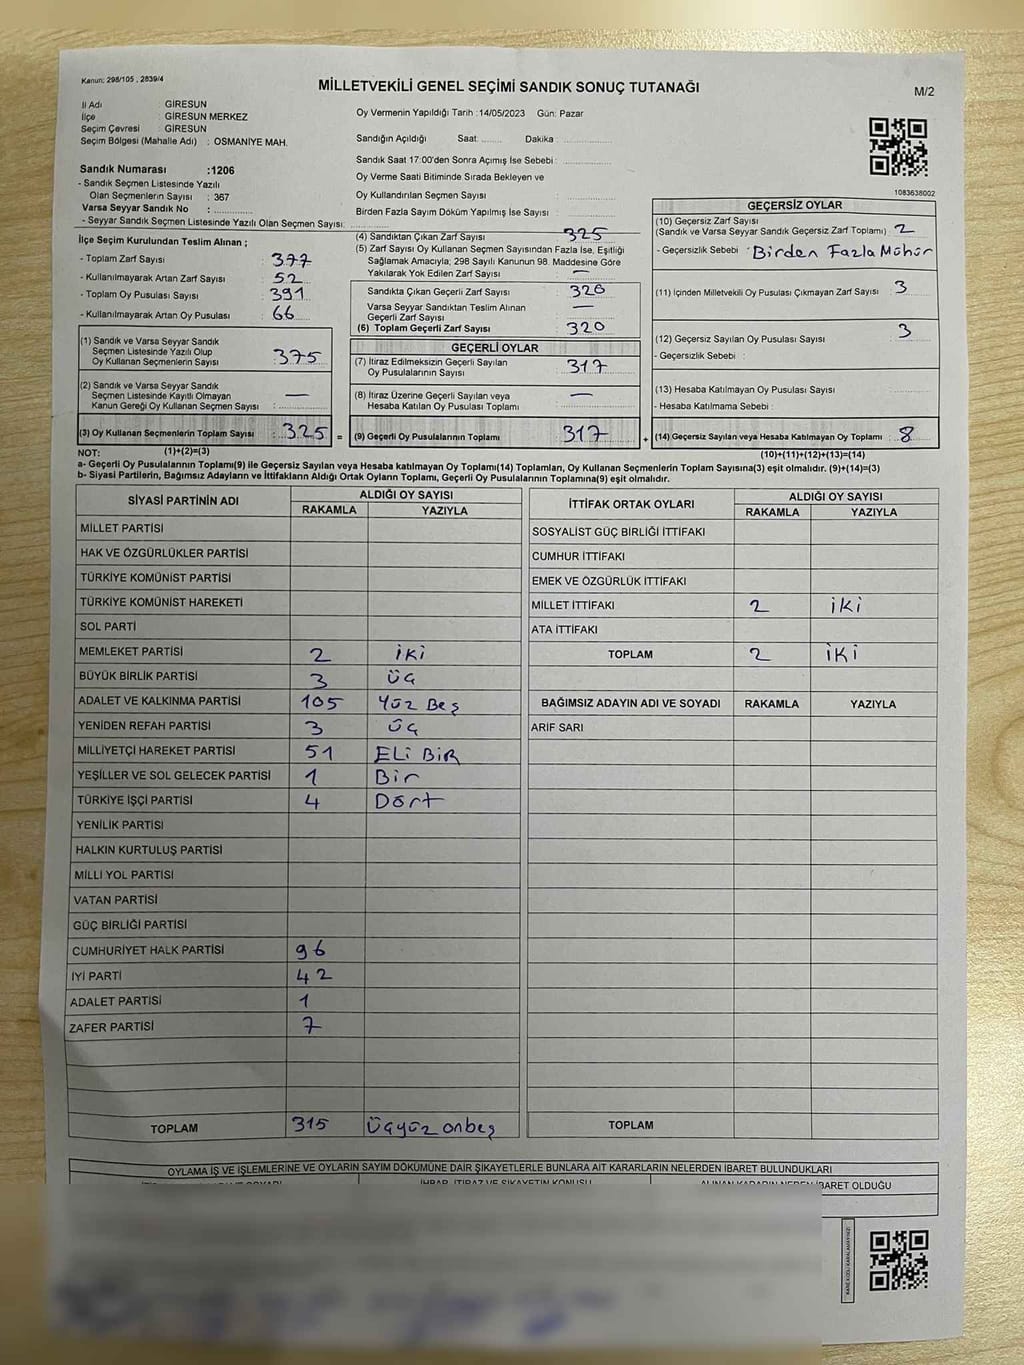 Kanun: 298/105 , 2839/4
MİLLETVEKİLİ GENEL SEÇİMİ SANDIK SONUÇ TUTANAĞI
M/2
İl Adı : GİRESUN
İlçe : GİRESUN MERKEZ
Seçim Çevresi : GİRESUN
Seçim Bölgesi (Mahalle Adı) : OSMANİYE MAH.
Oy Vermenin Yapıldığı Tarih :14/05/2023 Gün: Pazar
Sandığın Açıldığı Saat: ........ Dakika : ..............
Sandık Saat 17:00'den Sonra Açımış İse Sebebi : ..............
Oy Verme Saati Bitiminde Sırada Bekleyen ve
Oy Kullandırılan Seçmen Sayısı ..............
Birden Fazla Sayım Döküm Yapılmış İse Sayısı : ..............
Sandık Numarası :1206
- Sandık Seçmen Listesinde Yazılı
Olan Seçmenlerin Sayısı : 367
Varsa Seyyar Sandık No : ..............
- Seyyar Sandık Seçmen Listesinde Yazılı Olan Seçmen Sayısı: ..............
1083638002
İlçe Seçim Kurulundan Teslim Alınan ;
- Toplam Zarf Sayısı : 377
- Kullanılmayarak Artan Zarf Sayısı : 52
- Toplam Oy Pusulası Sayısı : 391
- Kullanılmayarak Artan Oy Pusulası : 66
(1) Sandık ve Varsa Seyyar Sandık
Seçmen Listesinde Yazılı Olup
Oy Kullanan Seçmenlerin Sayısı : 375
(2) Sandık ve Varsa Seyyar Sandık
Seçmen Listesinde Kayıtlı Olmayan
Kanun Gereği Oy Kullanan Seçmen Sayısı : —
(3) Oy Kullanan Seçmenlerin Toplam Sayısı : 325 =
(1)+(2)=(3)
(4) Sandıktan Çıkan Zarf Sayısı 325
(5) Zarf Sayısı Oy Kullanan Seçmen Sayısından Fazla İse, Eşitliği
Sağlamak Amacıyla; 298 Sayılı Kanunun 98. Maddesine Göre
Yakılarak Yok Edilen Zarf Sayısı : —
Sandıkta Çıkan Geçerli Zarf Sayısı : 320
Varsa Seyyar Sandıktan Teslim Alınan
Geçerli Zarf Sayısı : —
(6) Toplam Geçerli Zarf Sayısı : 320
GEÇERLİ OYLAR
(7) İtiraz Edilmeksizin Geçerli Sayılan
Oy Pusulalarının Sayısı : 317
(8) İtiraz Üzerine Geçerli Sayılan veya
Hesaba Katılan Oy Pusulası Toplamı : —
(9) Geçerli Oy Pusulalarının Toplamı : 317 +
GEÇERSİZ OYLAR
(10) Geçersiz Zarf Sayısı
(Sandık ve Varsa Seyyar Sandık Geçersiz Zarf Toplamı) : 2
- Geçersizlik Sebebi : Birden Fazla Mühür
(11) İçinden Milletvekili Oy Pusulası Çıkmayan Zarf Sayısı : 3
(12) Geçersiz Sayılan Oy Pusulası Sayısı : 3
- Geçersizlik Sebebi :
(13) Hesaba Katılmayan Oy Pusulası Sayısı : ..............
- Hesaba Katılmama Sebebi : ..............
(14) Geçersiz Sayılan veya Hesaba Katılmayan Oy Toplamı : 8
(10)+(11)+(12)+(13)=(14)
NOT:
a- Geçerli Oy Pusulalarının Toplamı(9) ile Geçersiz Sayılan veya Hesaba katılmayan Oy Toplamı(14) Toplamları, Oy Kullanan Seçmenlerin Toplam Sayısına(3) eşit olmalıdır. (9)+(14)=(3)
b- Siyasi Partilerin, Bağımsız Adayların ve İttifakların Aldığı Ortak Oyların Toplamı, Geçerli Oy Pusulalarının Toplamına(9) eşit olmalıdır.
SİYASİ PARTİNİN ADI ALDIĞI OY SAYISI
RAKAMLA YAZIYLA
MİLLET PARTİSİ
HAK VE ÖZGÜRLÜKLER PARTİSİ
TÜRKİYE KOMÜNİST PARTİSİ
TÜRKİYE KOMÜNİST HAREKETİ
SOL PARTİ
MEMLEKET PARTİSİ 2 iki
BÜYÜK BİRLİK PARTİSİ 3 üç
ADALET VE KALKINMA PARTİSİ 105 Yüz Beş
YENİDEN REFAH PARTİSİ 3 üç
MİLLİYETÇİ HAREKET PARTİSİ 51 ELİ BİR
YEŞİLLER VE SOL GELECEK PARTİSİ 1 Bir
TÜRKİYE İŞÇİ PARTİSİ 4 Dört
YENİLİK PARTİSİ
HALKIN KURTULUŞ PARTİSİ
MİLLİ YOL PARTİSİ
VATAN PARTİSİ
GÜÇ BİRLİĞİ PARTİSİ
CUMHURİYET HALK PARTİSİ 96
İYİ PARTİ 42
ADALET PARTİSİ 1
ZAFER PARTİSİ 7
TOPLAM 315 üçyüz onbeş
İTTİFAK ORTAK OYLARI ALDIĞI OY SAYISI
RAKAMLA YAZIYLA
SOSYALİST GÜÇ BİRLİĞİ İTTİFAKI
CUMHUR İTTİFAKI
EMEK VE ÖZGÜRLÜK İTTİFAKI
MİLLET İTTİFAKI 2 iki
ATA İTTİFAKI
TOPLAM 2 iki
BAĞIMSIZ ADAYIN ADI VE SOYADI RAKAMLA YAZIYLA
ARİF SARI
TOPLAM
OYLAMA İŞ VE İŞLEMLERİNE VE OYLARIN SAYIM DÖKÜMÜNE DAİR ŞİKAYETLERLE BUNLARA AİT KARARLARIN NELERDEN İBARET BULUNDUKLARI
İHBAR, İTİRAZ VE ŞİKAYETİN KONUSU ALINAN KARARIN NEDEN İBARET OLDUĞU